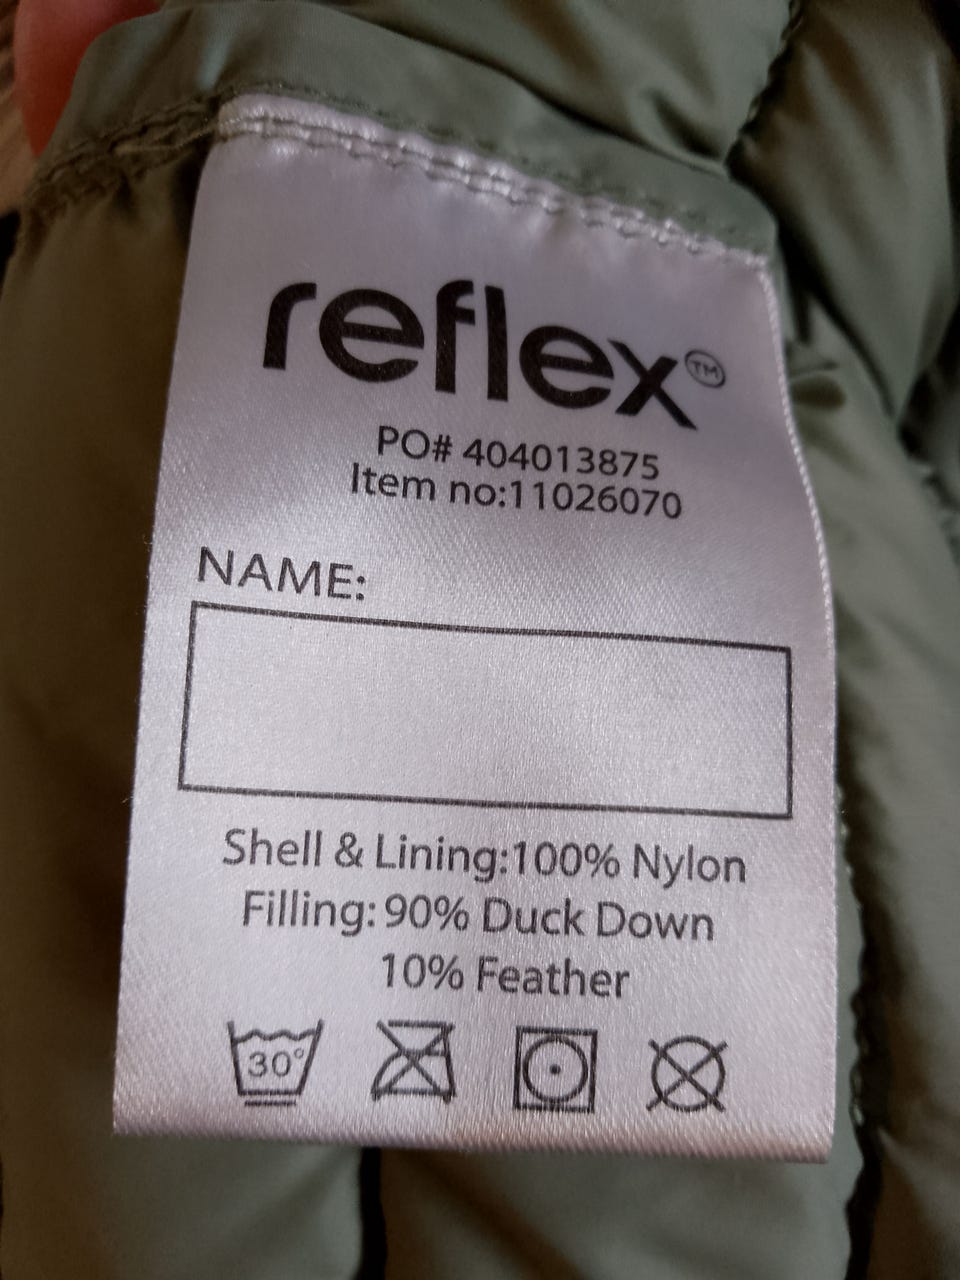 reflex™
PO# 404013875
Item no:11026070
NAME:
Shell & Lining:100% Nylon
Filling: 90% Duck Down
10% Feather
30°